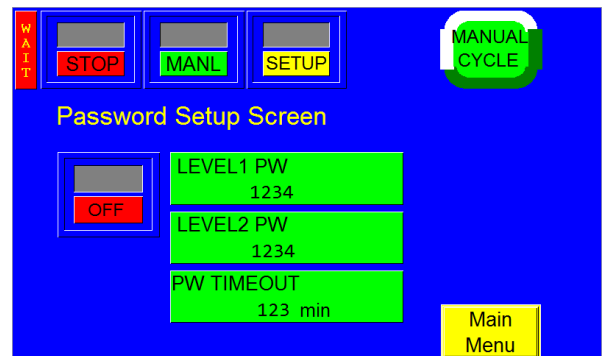 WAIT
STOP
MANL
SETUP
MANUAL
CYCLE
Password Setup Screen
OFF
LEVEL1 PW
1234
LEVEL2 PW
1234
PW TIMEOUT
123 min
Main
Menu